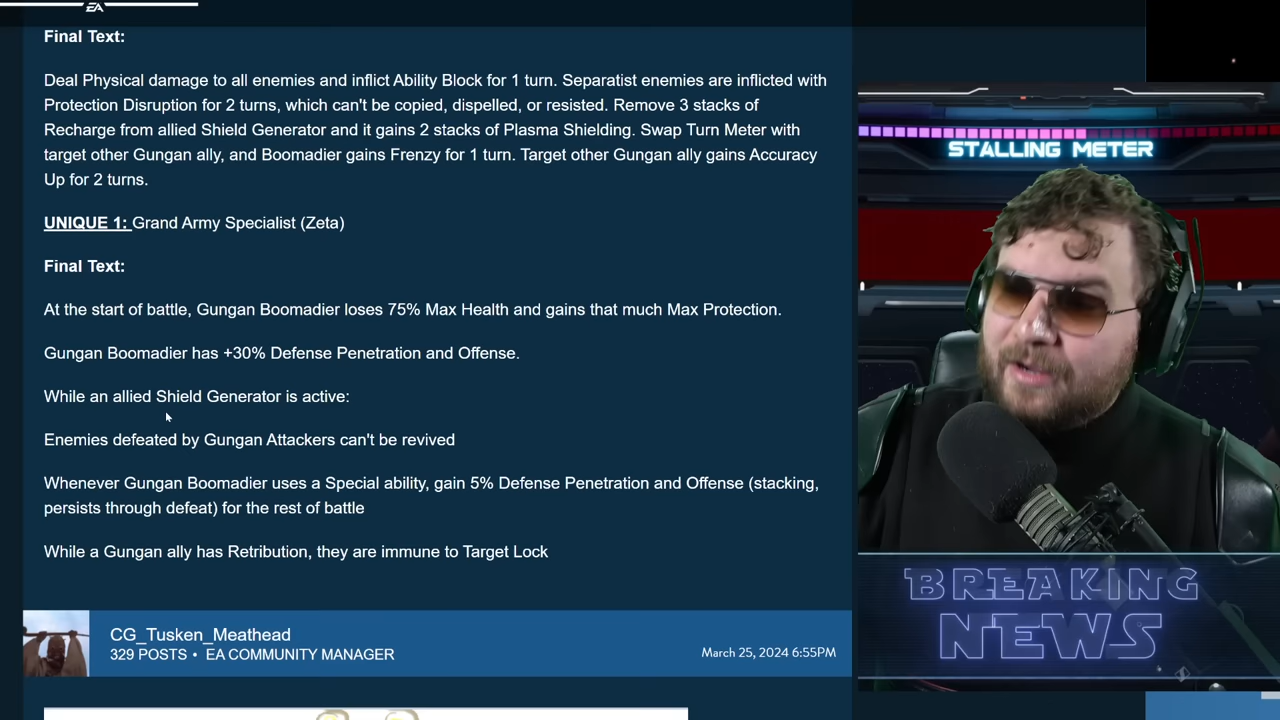 EA
Final Text:
Deal Physical damage to all enemies and inflict Ability Block for 1 turn. Separatist enemies are inflicted with
Protection Disruption for 2 turns, which can't be copied, dispelled, or resisted. Remove 3 stacks of
Recharge from allied Shield Generator and it gains 2 stacks of Plasma Shielding. Swap Turn Meter with
target other Gungan ally, and Boomadier gains Frenzy for 1 turn. Target other Gungan ally gains Accuracy
Up for 2 turns.
UNIQUE 1: Grand Army Specialist (Zeta)
Final Text:
At the start of battle, Gungan Boomadier loses 75% Max Health and gains that much Max Protection.
Gungan Boomadier has +30% Defense Penetration and Offense.
While an allied Shield Generator is active:
Enemies defeated by Gungan Attackers can't be revived
Whenever Gungan Boomadier uses a Special ability, gain 5% Defense Penetration and Offense (stacking,
persists through defeat) for the rest of battle
While a Gungan ally has Retribution, they are immune to Target Lock
CG_Tusken_Meathead
329 POSTS • EA COMMUNITY MANAGER
March 25, 2024 6:55PM
STALLING METER
BREAKING
NEWS